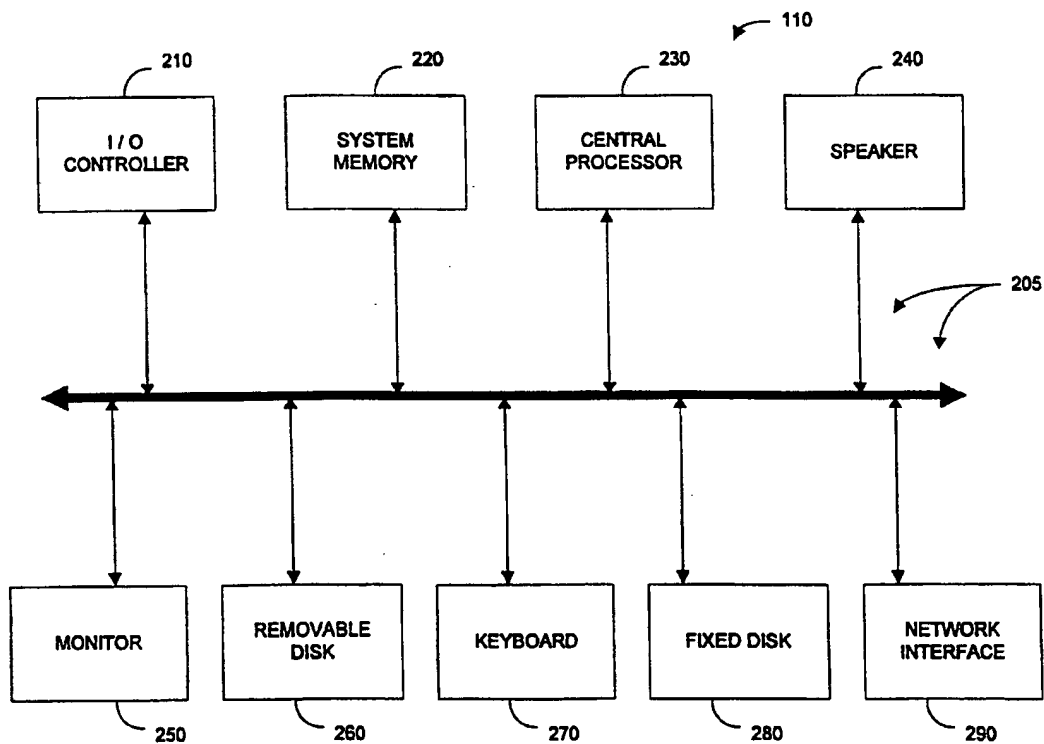 110
210
220
230
240
I / O
CONTROLLER
SYSTEM
MEMORY
CENTRAL
PROCESSOR
SPEAKER
205
MONITOR
REMOVABLE
DISK
KEYBOARD
FIXED DISK
NETWORK
INTERFACE
250
260
270
280
290